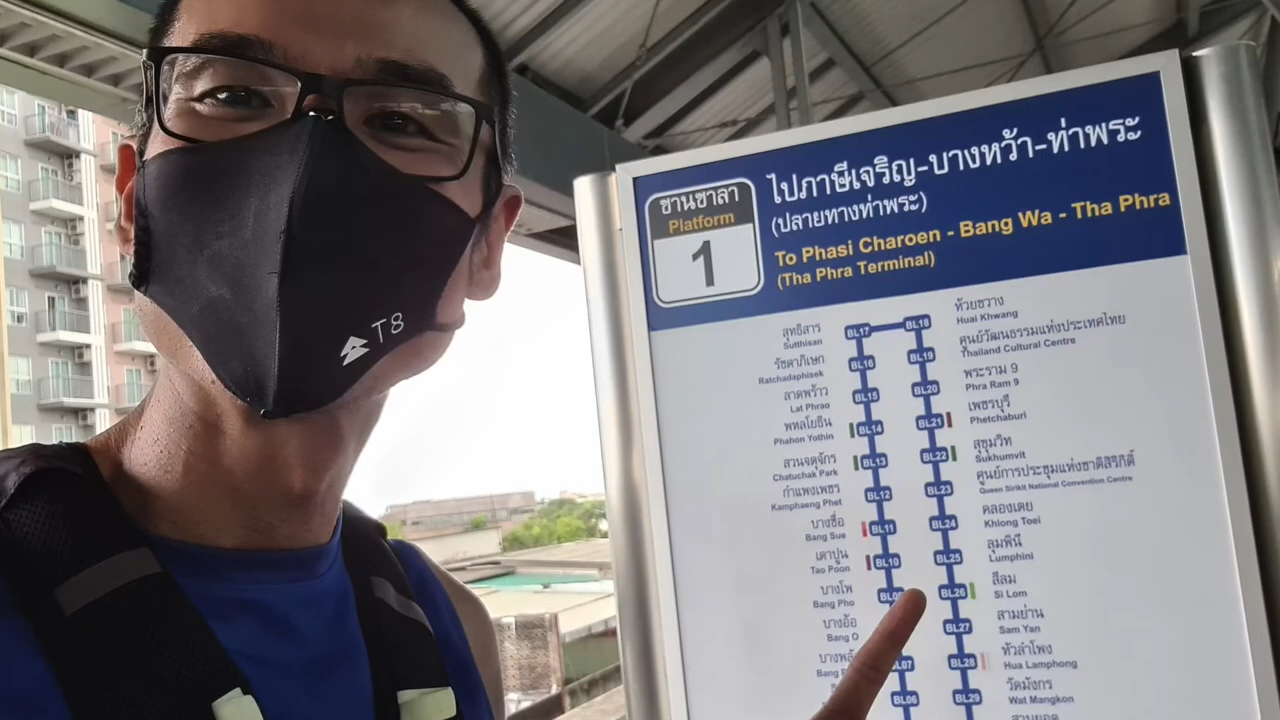 T8
ชานชาลา
Platform
1
ไปภาษีเจริญ-บางหว้า-ท่าพระ
(ปลายทางท่าพระ)
To Phasi Charoen - Bang Wa - Tha Phra
(Tha Phra Terminal)
สุทธิสาร
Sutthisan
BL17
BL18
ห้วยขวาง
Huai Khwang
รัชดาภิเษก
Ratchadaphisek
BL16
BL19
ศูนย์วัฒนธรรมแห่งประเทศไทย
Thailand Cultural Centre
ลาดพร้าว
Lat Phrao
BL15
BL20
พระราม 9
Phra Ram 9
พหลโยธิน
Phahon Yothin
BL14
BL21
เพชรบุรี
Phetchaburi
สวนจตุจักร
Chatuchak Park
BL13
BL22
สุขุมวิท
Sukhumvit
กำแพงเพชร
Kamphaeng Phet
BL12
BL23
ศูนย์การประชุมแห่งชาติสิริกิติ์
Queen Sirikit National Convention Centre
บางซื่อ
Bang Sue
BL11
BL24
คลองเตย
Khlong Toei
เตาปูน
Tao Poon
BL10
BL25
ลุมพินี
Lumphini
บางโพ
Bang Pho
BL26
สีลม
Si Lom
บางอ้อ
Bang O
BL27
สามย่าน
Sam Yan
Bang
BL07
BL28
หัวลำโพง
Hua Lamphong
BL06
BL29
วัดมังกร
Wat Mangkon